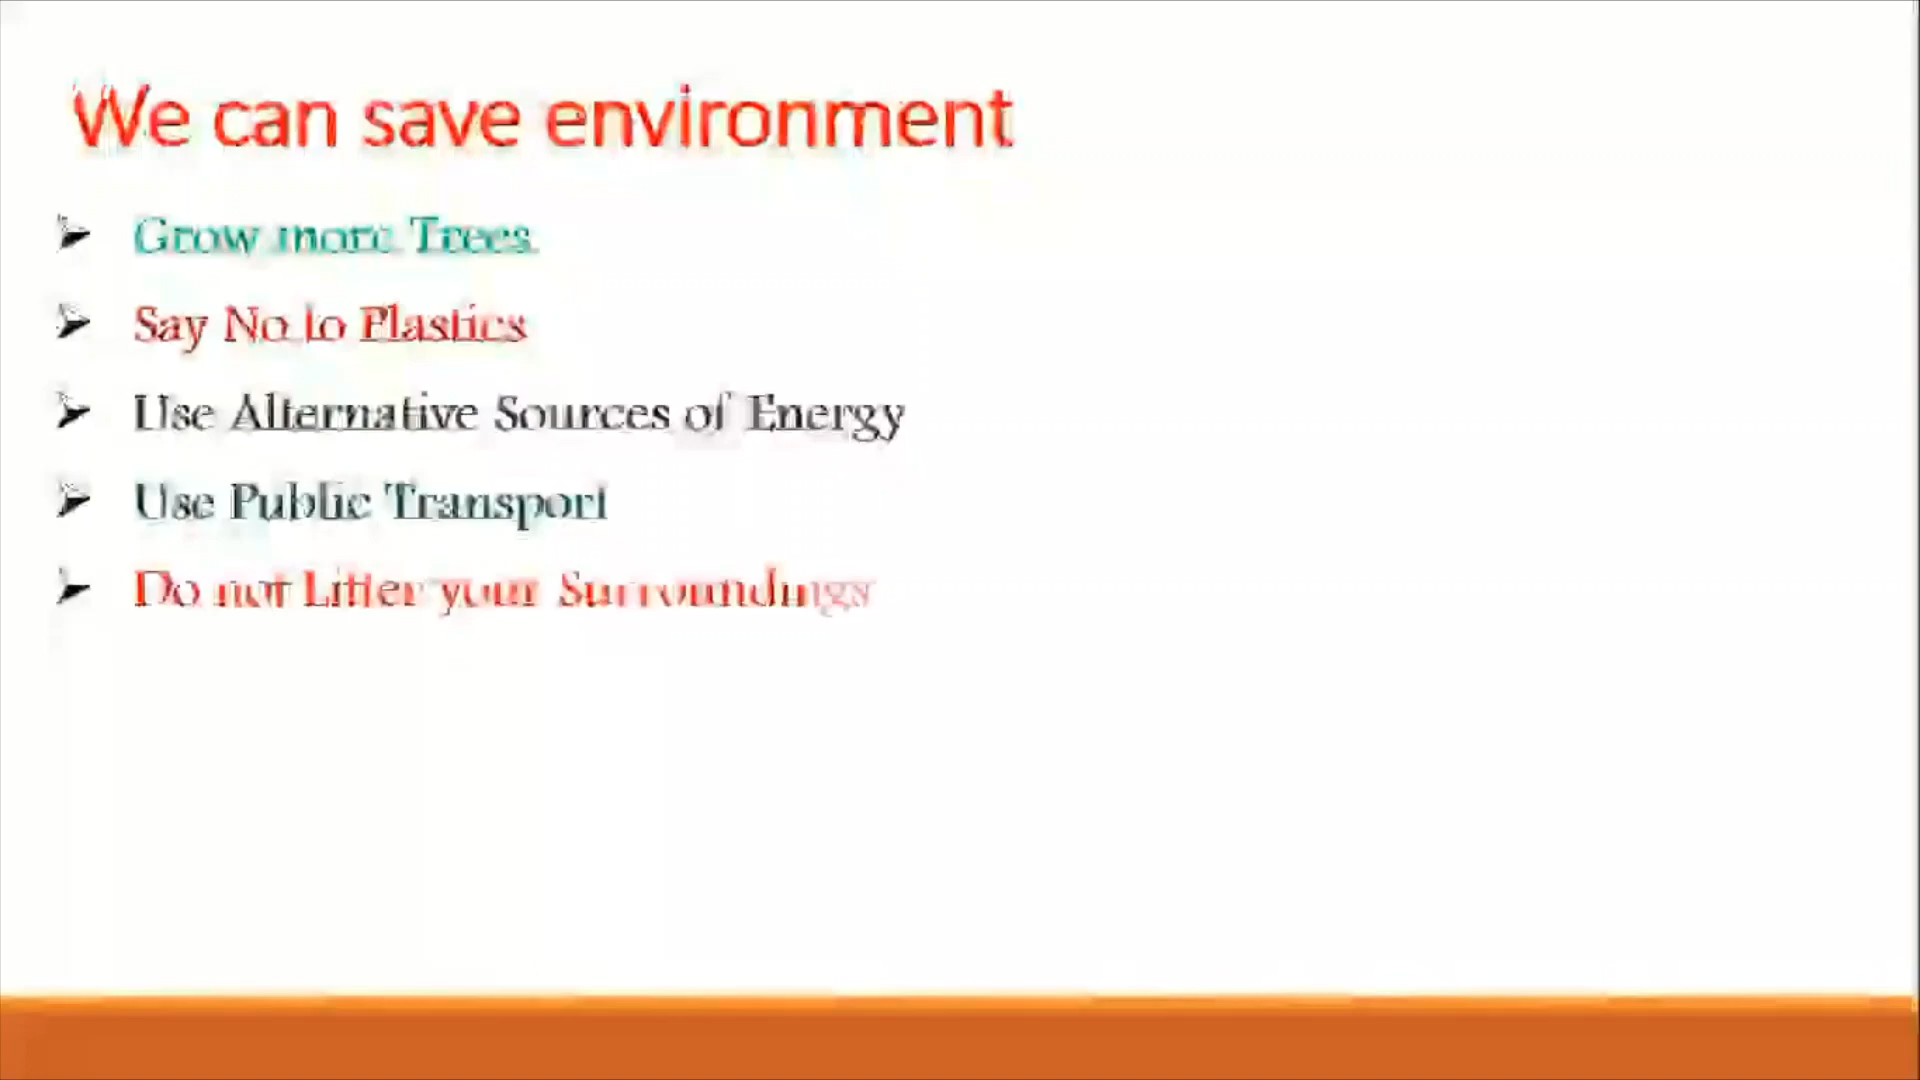 We can save environment
Grow more Trees
Say No to Plastics
Use Alternative Sources of Energy
Use Public Transport
Do not Litter your Surroundings